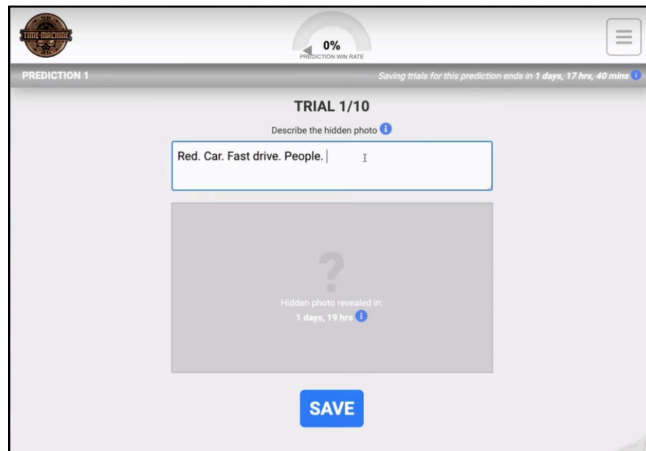 TIME-MACHINE
0%
PREDICTION WIN RATE
PREDICTION 1
Saving trials for this prediction ends in 1 days, 17 hrs, 40 mins
TRIAL 1/10
Describe the hidden photo
Red. Car. Fast drive. People.
?
Hidden photo revealed in:
1 days, 19 hrs
SAVE